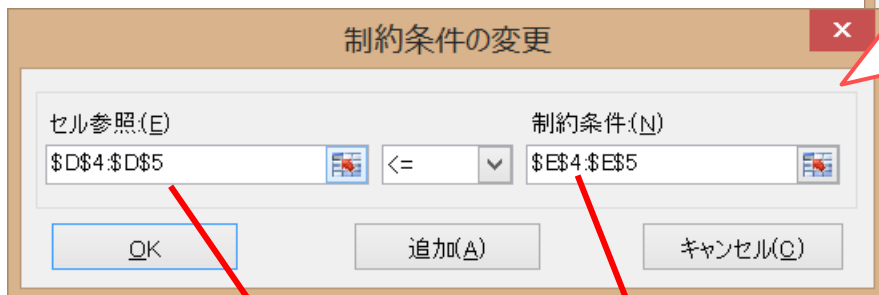 制約条件の変更
セル参照:(E) 制約条件:(N)
$D$4:$D$5 <= $E$4:$E$5
OK 追加(A) キャンセル(C)